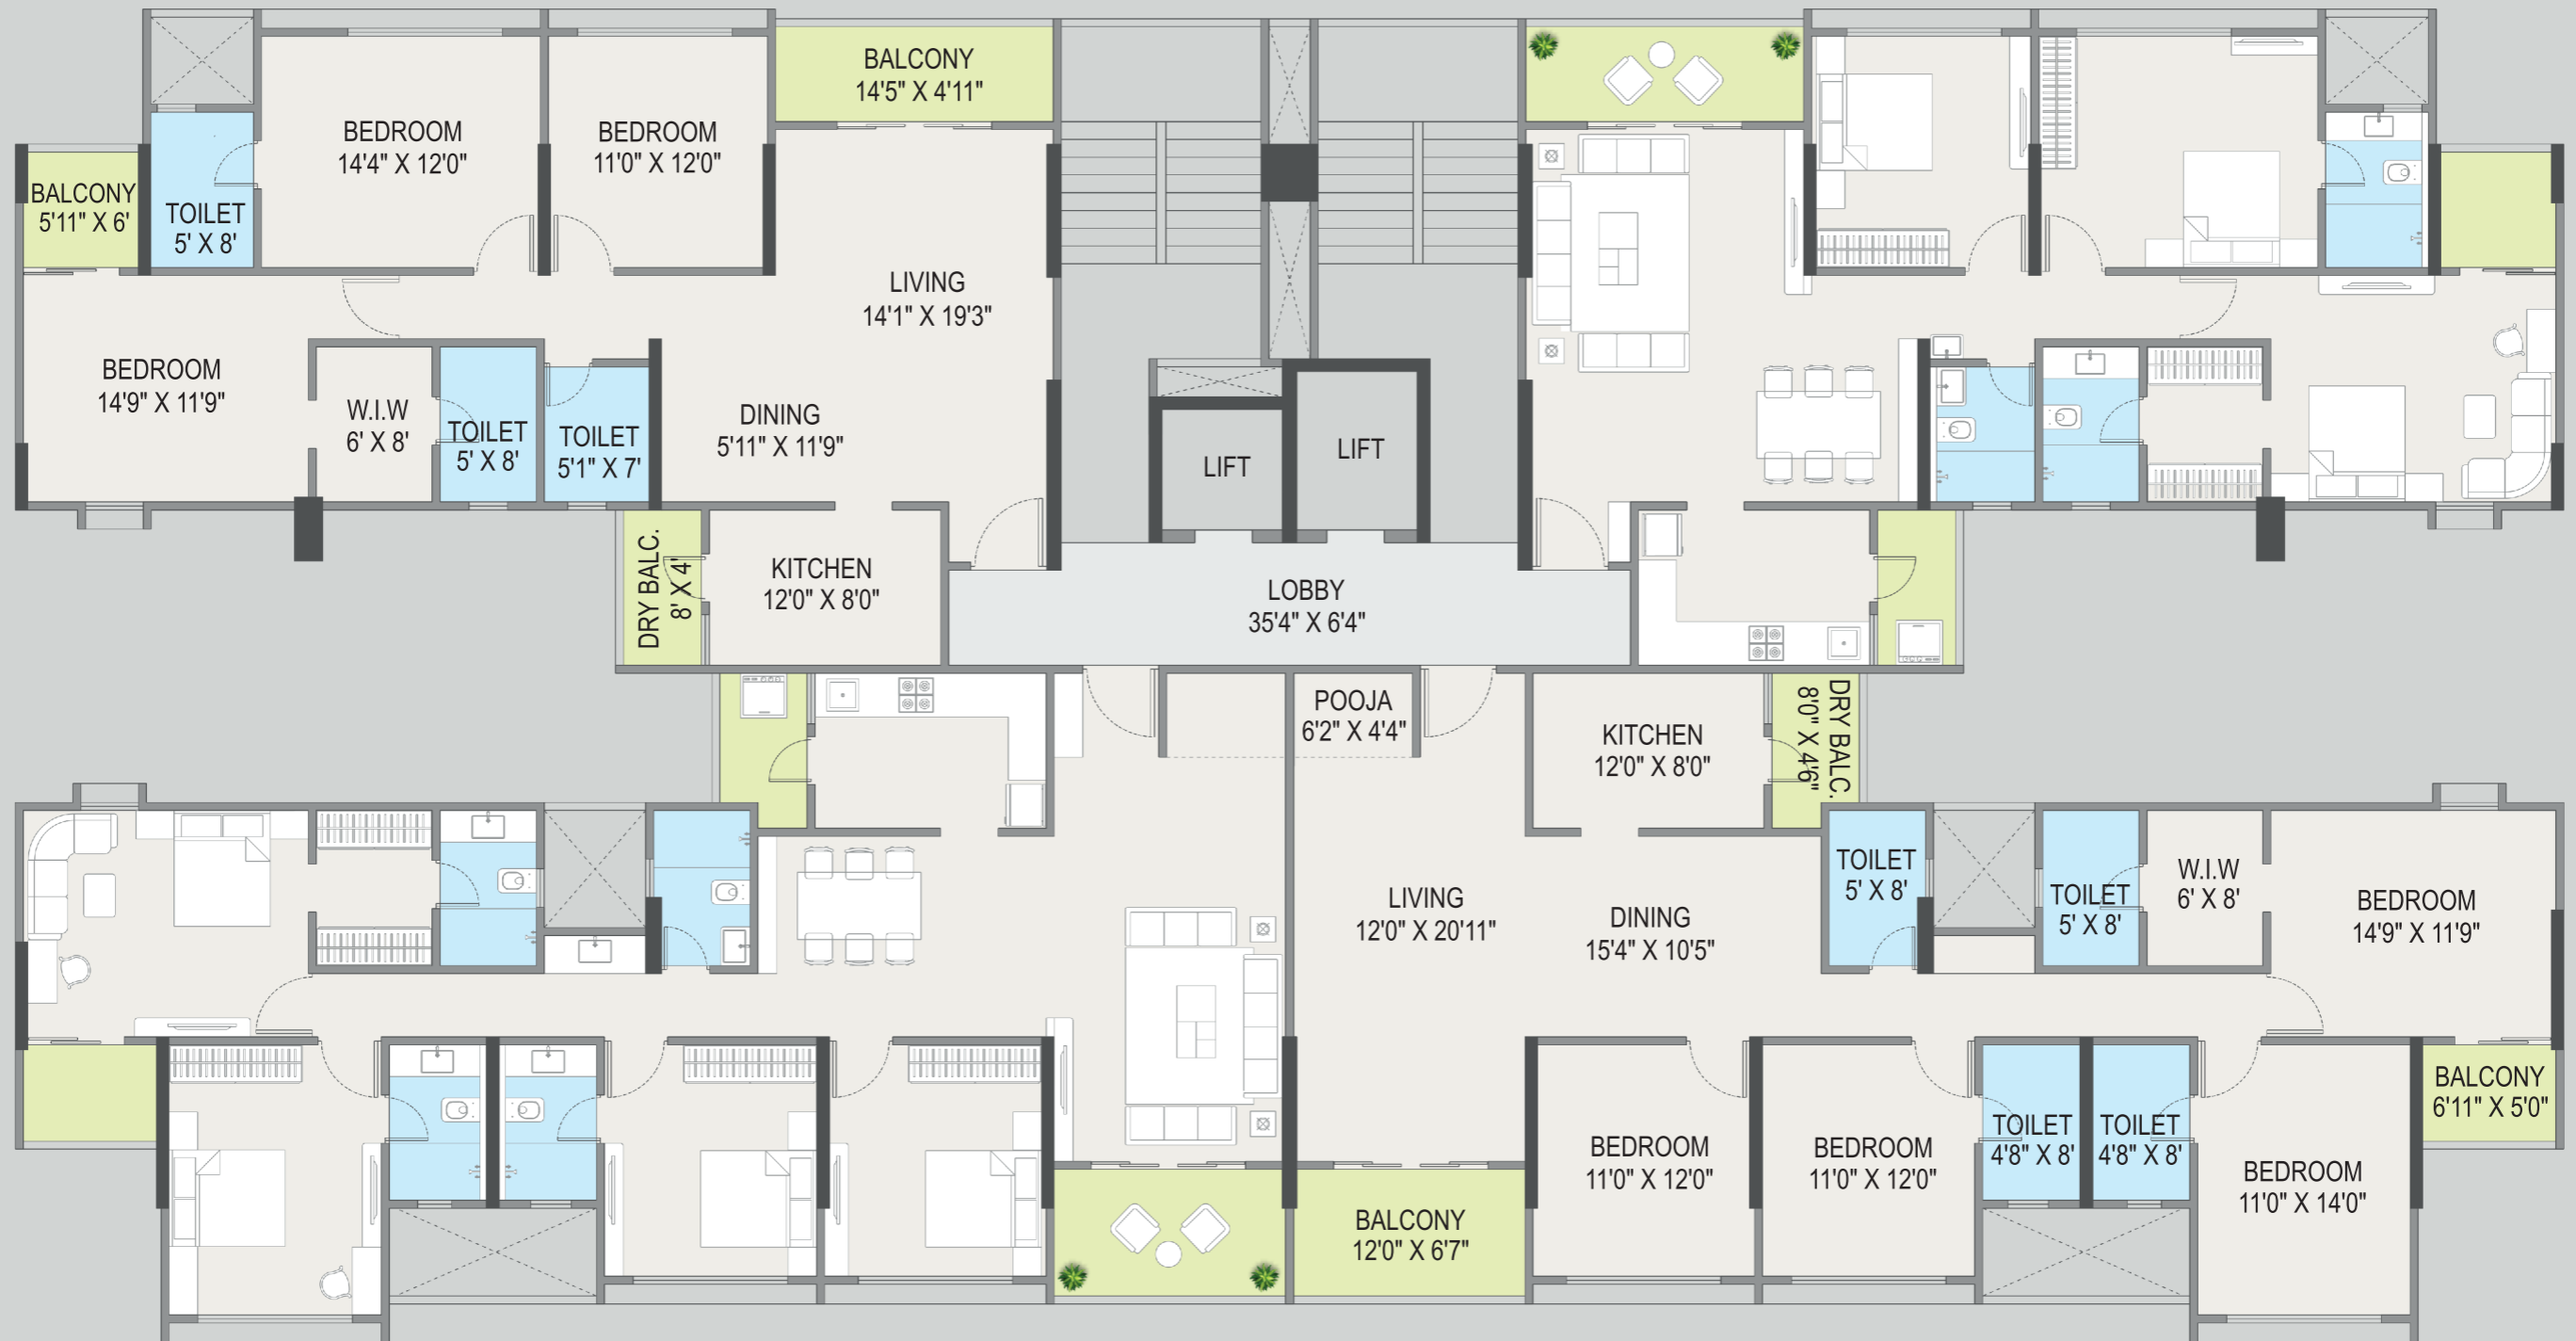 BALCONY
14'5" X 4'11"
BEDROOM
14'4" X 12'0"
BEDROOM
11'0" X 12'0"
BALCONY
5'11" X 6'
TOILET
5' X 8'
LIVING
14'1" X 19'3"
BEDROOM
14'9" X 11'9"
W.I.W
6' X 8'
TOILET
5' X 8'
TOILET
5'1" X 7'
DINING
5'11" X 11'9"
LIFT
LIFT
DRY BALC.
8' X 4'
KITCHEN
12'0" X 8'0"
LOBBY
35'4" X 6'4"
POOJA
6'2" X 4'4"
KITCHEN
12'0" X 8'0"
DRY BALC.
8'0" X 4'6"
LIVING
12'0" X 20'11"
DINING
15'4" X 10'5"
TOILET
5' X 8'
TOILET
5' X 8'
W.I.W
6' X 8'
BEDROOM
14'9" X 11'9"
BALCONY
6'11" X 5'0"
BEDROOM
11'0" X 12'0"
BEDROOM
11'0" X 12'0"
TOILET
4'8" X 8'
TOILET
4'8" X 8'
BEDROOM
11'0" X 14'0"
BALCONY
12'0" X 6'7"